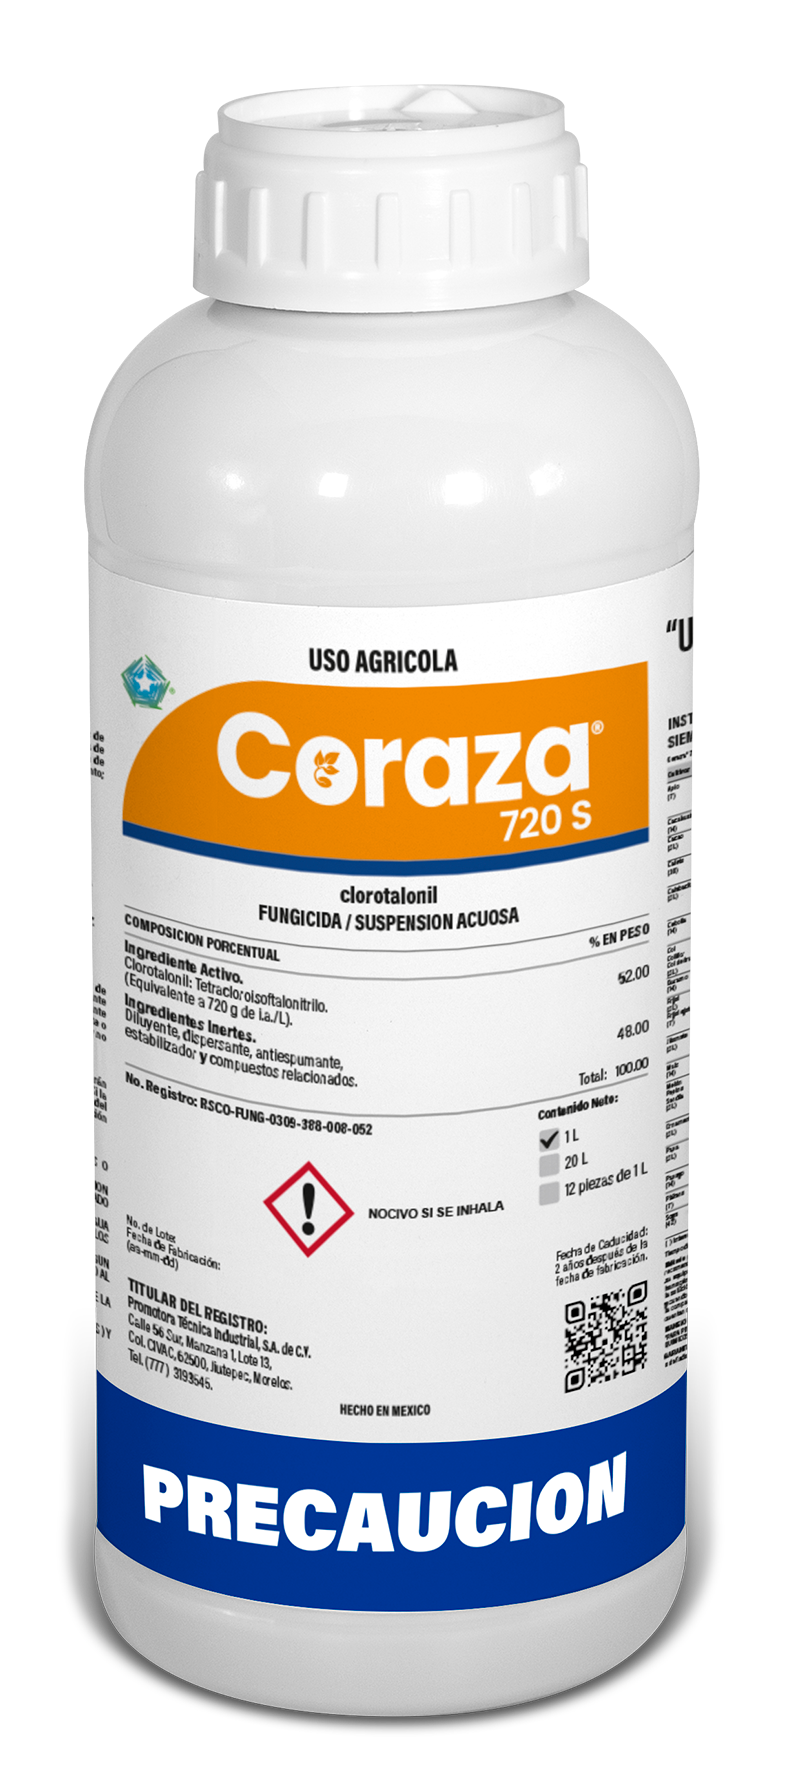 USO AGRICOLA
Coraza®
720 S
clorotalonil
FUNGICIDA / SUSPENSION ACUOSA
COMPOSICION PORCENTUAL % EN PESO
Ingrediente Activo.
Clorotalonil: Tetracloroisoftalonitrilo. 52.00
(Equivalente a 720 g de i.a./L).
Ingredientes Inertes.
Diluyente, dispersante, antiespumante, 48.00
estabilizador y compuestos relacionados.
Total: 100.00
No. Registro: RSCO-FUNG-0309-388-008-052
Contenido Neto:
1 L
20 L
12 piezas de 1 L
NOCIVO SI SE INHALA
No. de Lote:
Fecha de Fabricación:
(aa-mm-dd)
Fecha de Caducidad:
2 años después de la
fecha de fabricación.
TITULAR DEL REGISTRO:
Promotora Técnica Industrial, S.A. de C.V.
Calle 56 Sur, Manzana 1, Lote 13,
Col. CIVAC, 62500, Jiutepec, Morelos.
Tel. (777) 3193545.
HECHO EN MEXICO
PRECAUCION
"U
INST
SIEM